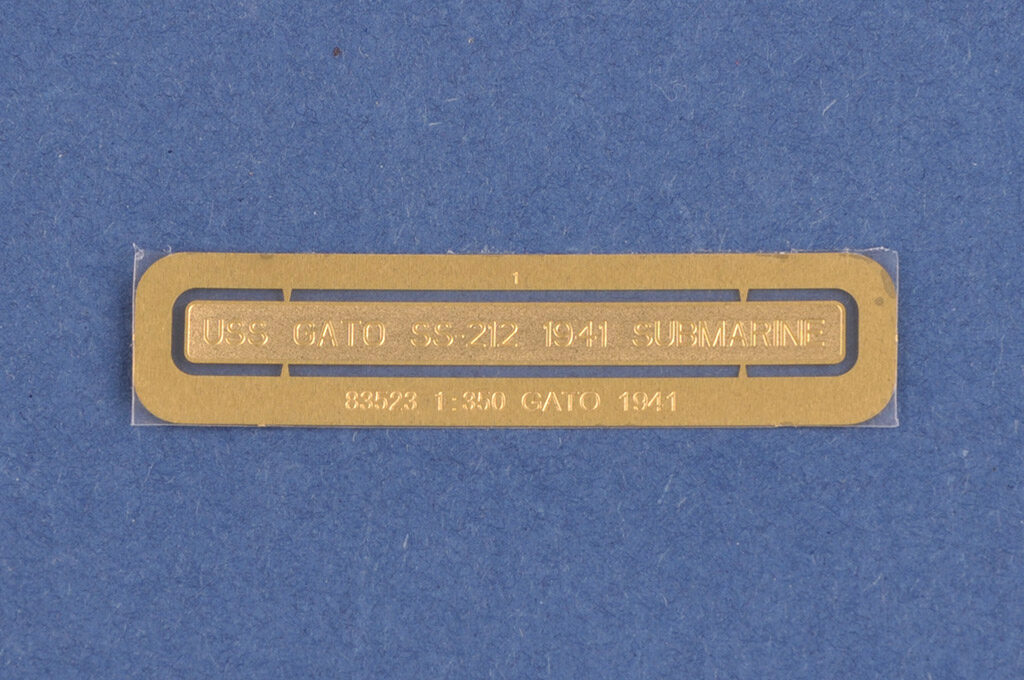 1
USS GATO SS-212 1941 SUBMARINE
83523 1:350 GATO 1941